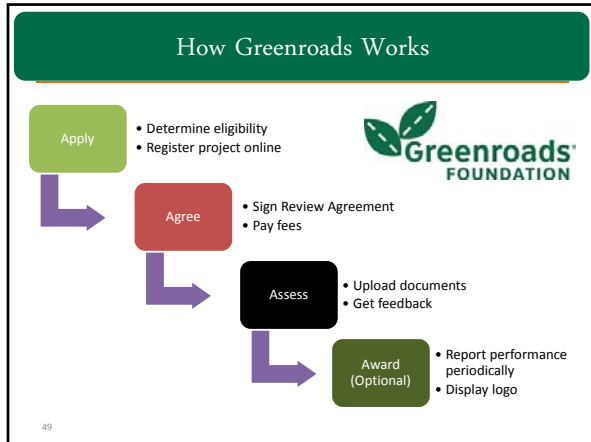 How Greenroads Works
Apply
• Determine eligibility
• Register project online
Greenroads®
FOUNDATION
Agree
• Sign Review Agreement
• Pay fees
Assess
• Upload documents
• Get feedback
Award
(Optional)
• Report performance
periodically
• Display logo
49